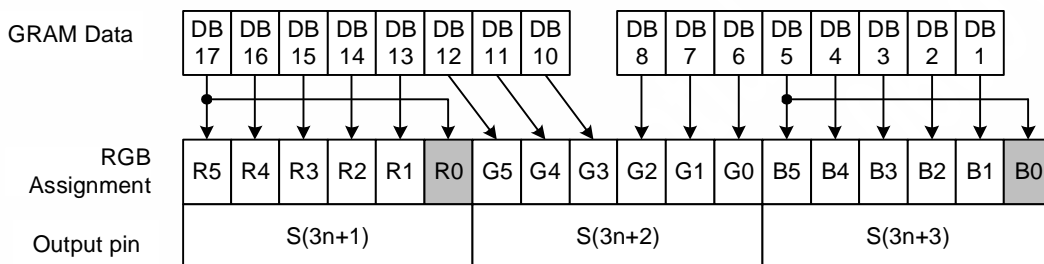 GRAM Data DB 17 DB 16 DB 15 DB 14 DB 13 DB 12 DB 11 DB 10 DB 8 DB 7 DB 6 DB 5 DB 4 DB 3 DB 2 DB 1
RGB Assignment R5 R4 R3 R2 R1 R0 G5 G4 G3 G2 G1 G0 B5 B4 B3 B2 B1 B0
Output pin S(3n+1) S(3n+2) S(3n+3)